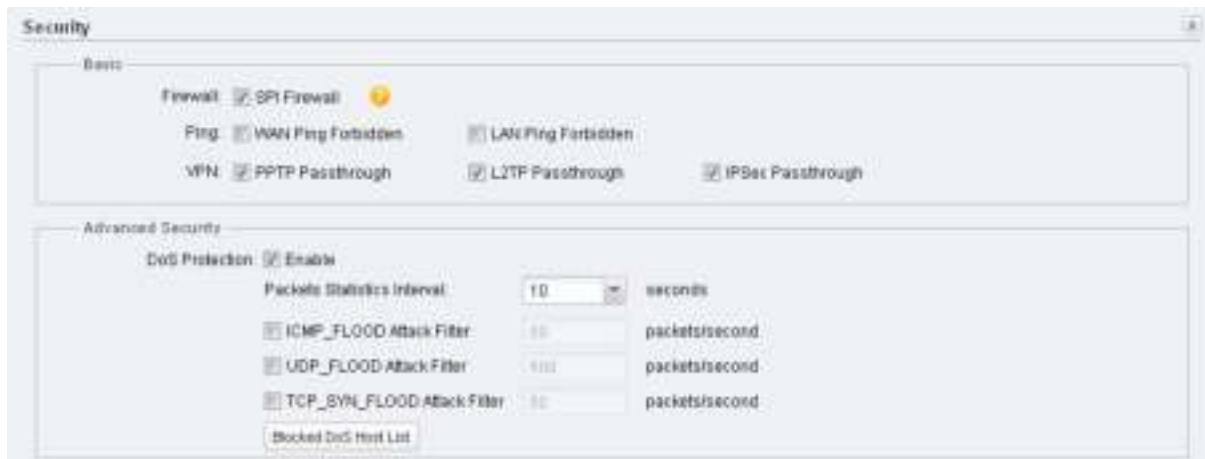 Security
Basic
Firewall: SPI Firewall ?
Ping: WAN Ping Forbidden LAN Ping Forbidden
VPN: PPTP Passthrough L2TP Passthrough IPSec Passthrough
Advanced Security
DoS Protection: Enable
Packets Statistics Interval: 10 seconds
ICMP_FLOOD Attack Filter packets/second
UDP_FLOOD Attack Filter packets/second
TCP_SYN_FLOOD Attack Filter packets/second
Blocked DoS Host List